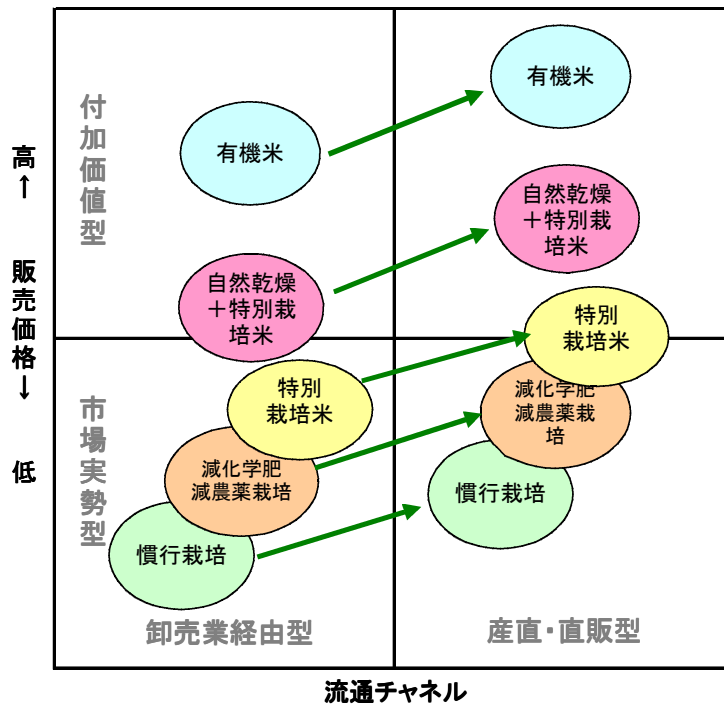 高↑
販売価格↓
低
付加価値型
市場実勢型
有機米
自然乾燥
＋特別栽
培米
特別
栽培米
減化学肥
減農薬栽培
慣行栽培
卸売業経由型
有機米
自然乾燥
＋特別栽
培米
特別
栽培米
減化学肥
減農薬栽
培
慣行栽培
産直・直販型
流通チャネル